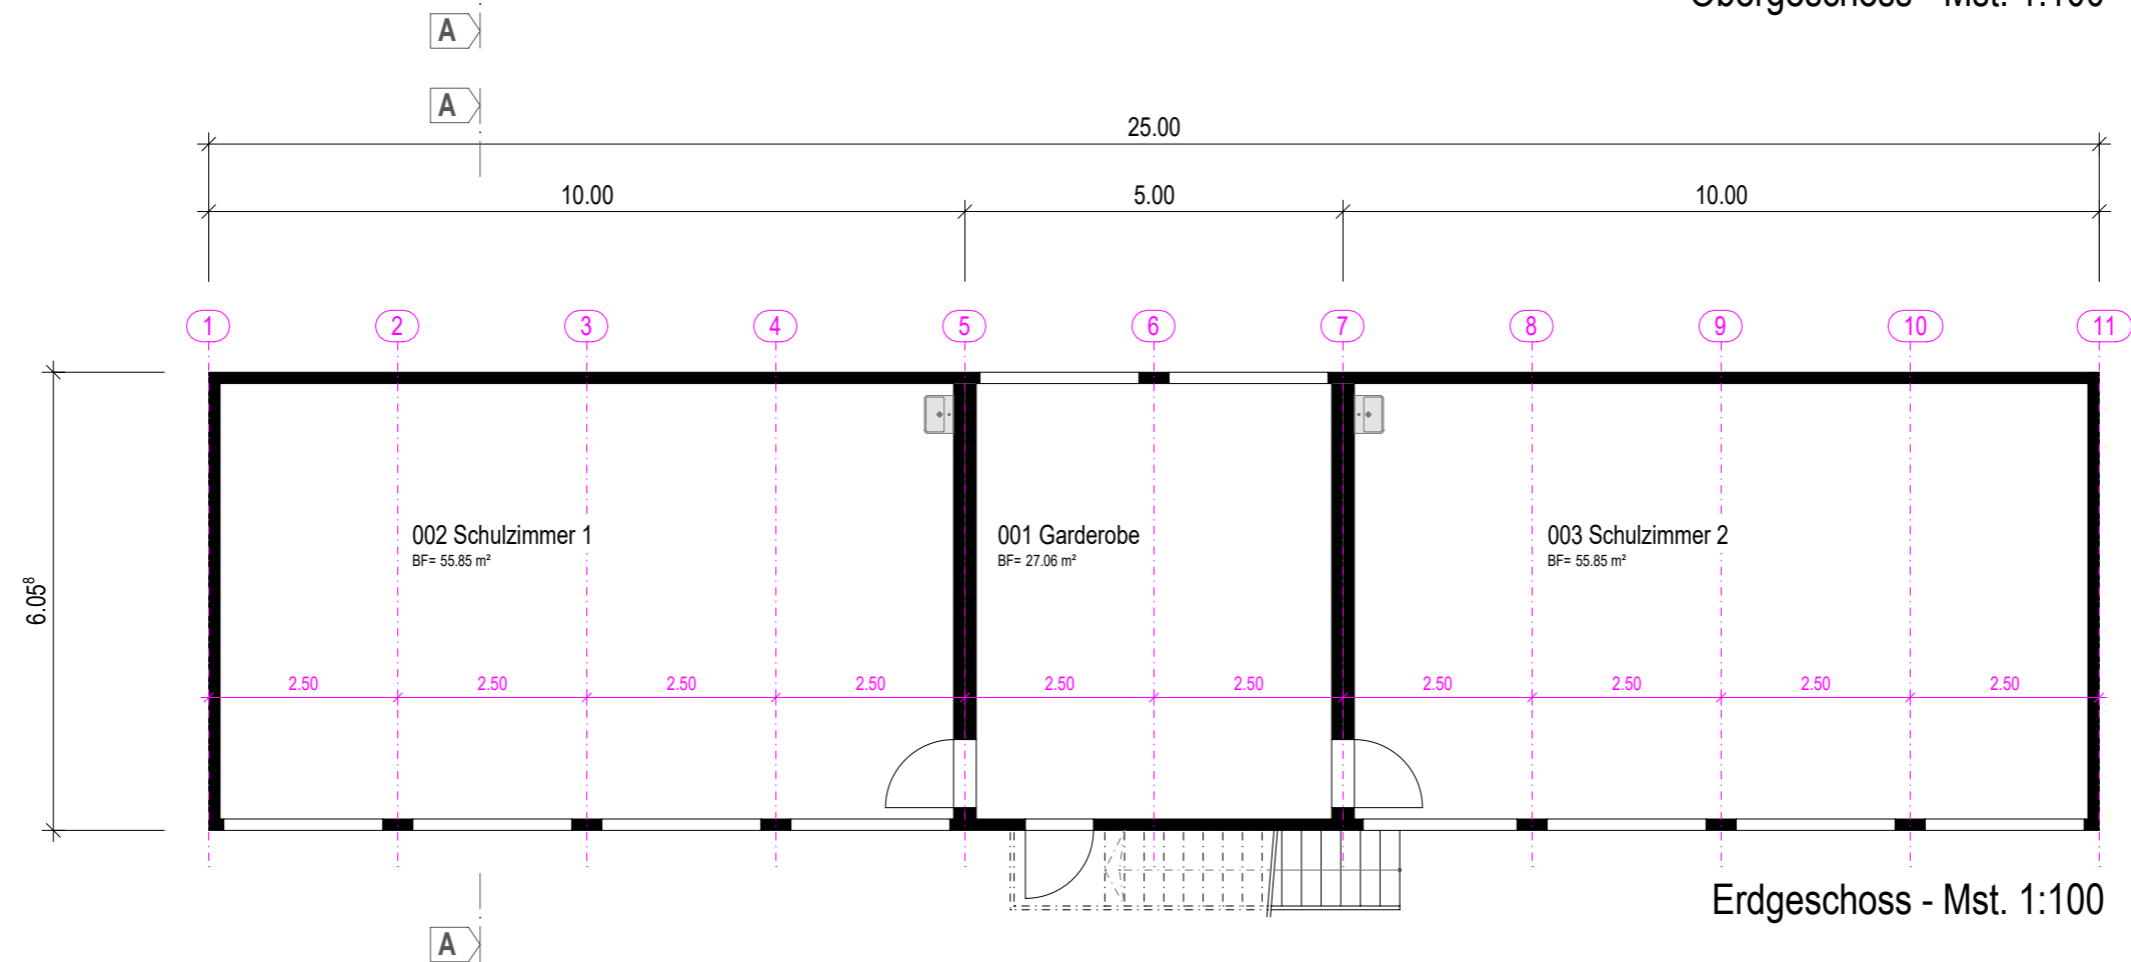 Obergeschoss - Mst. 1:100
A
A
25.00
10.00 5.00 10.00
1 2 3 4 5 6 7 8 9 10 11
002 Schulzimmer 1
BF= 55.85 m²
001 Garderobe
BF= 27.06 m²
003 Schulzimmer 2
BF= 55.85 m²
6.05⁸
2.50 2.50 2.50 2.50 2.50 2.50 2.50 2.50 2.50 2.50
Erdgeschoss - Mst. 1:100
A